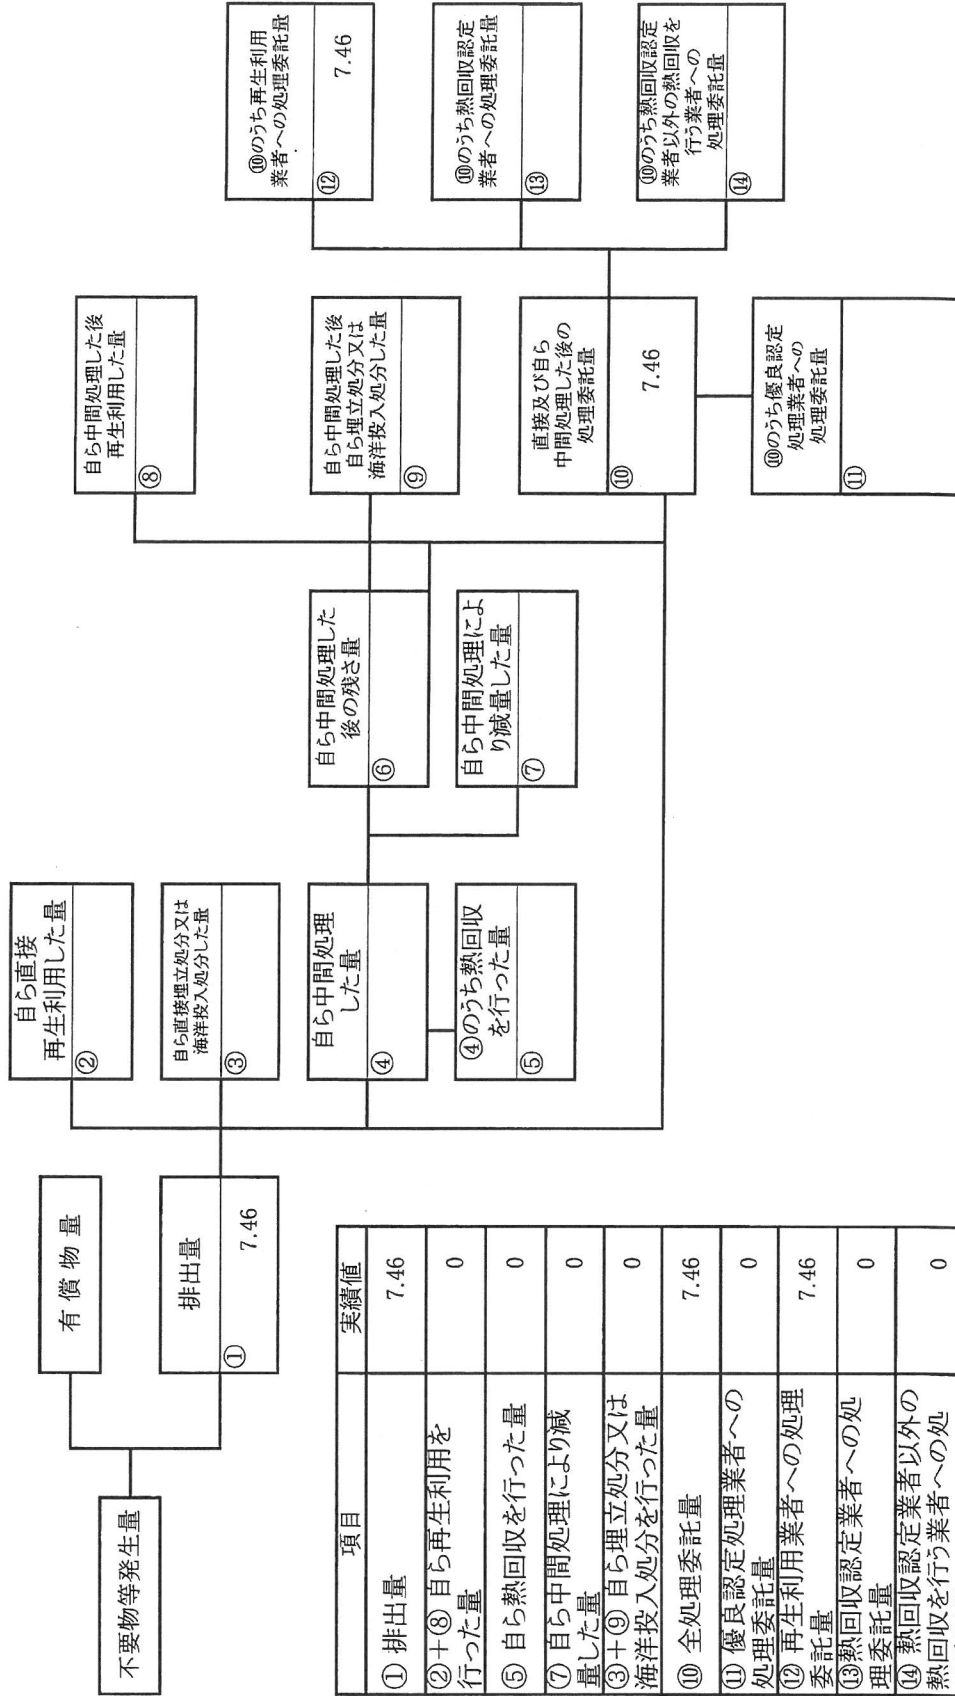 不要物等発生量
有償物量
排出量
①
7.46
自ら直接
再生利用した量
②
自ら直接埋立処分又は
海洋投入処分した量
③
自ら中間処理
した量
④
④のうち熱回収
を行った量
⑤
自ら中間処理した
後の残さ量
⑥
自ら中間処理によ
り減量した量
⑦
自ら中間処理した後
再生利用した量
⑧
自ら中間処理した後
自ら埋立処分又は
海洋投入処分した量
⑨
直接及び自ら
中間処理した後の
処理委託量
⑩
7.46
⑩のうち優良認定
処理業者への
処理委託量
⑪
⑩のうち再生利用
業者への処理委託量
⑫
7.46
⑩のうち熱回収認定
業者への処理委託量
⑬
⑩のうち熱回収認定
業者以外の熱回収を
行う業者への
処理委託量
⑭
項目 実績値
① 排出量 7.46
②+⑧ 自ら再生利用を
行った量 0
⑤ 自ら熱回収を行った量 0
⑦ 自ら中間処理により減
量した量 0
③+⑨ 自ら埋立処分又は
海洋投入処分を行った量 0
⑩ 全処理委託量 7.46
⑪ 優良認定処理業者への
処理委託量 0
⑫ 再生利用業者への処理
委託量 7.46
⑬熱回収認定業者への処
理委託量 0
⑭ 熱回収認定業者以外の
熱回収を行う業者への処 0